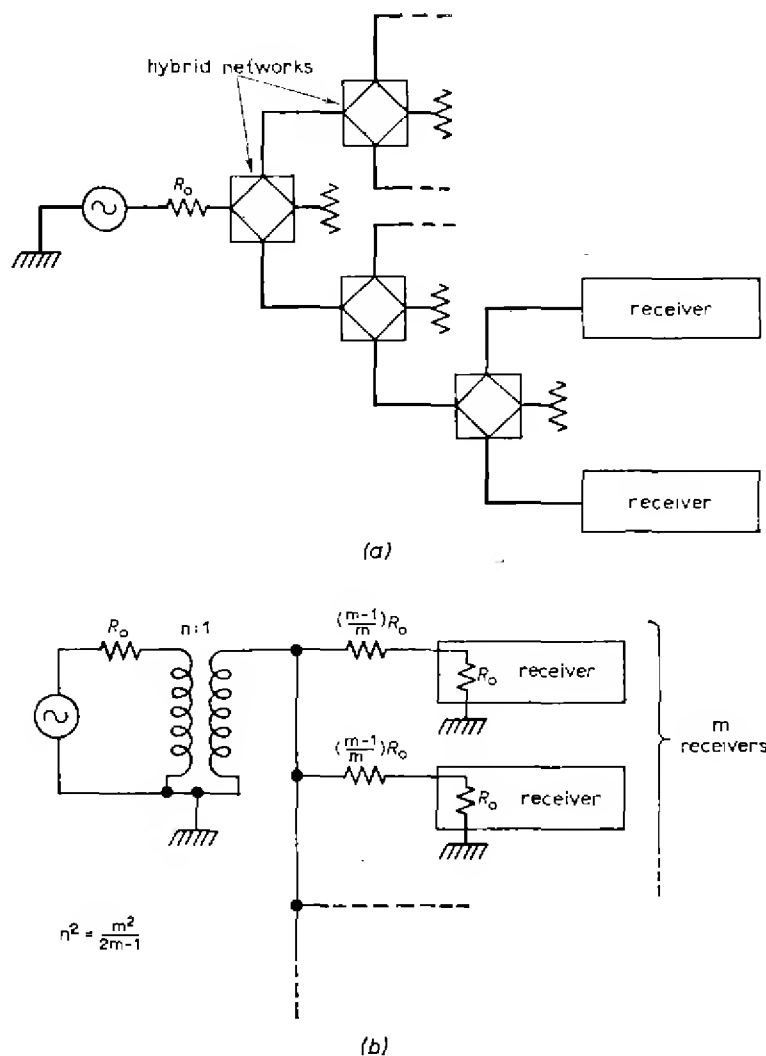 hybrid networks
R₀
receiver
receiver
(a)
R₀
n:1
(m-1/m)R₀
R₀ receiver
(m-1/m)R₀
R₀ receiver
m
receivers
n² = m²/2m-1
(b)